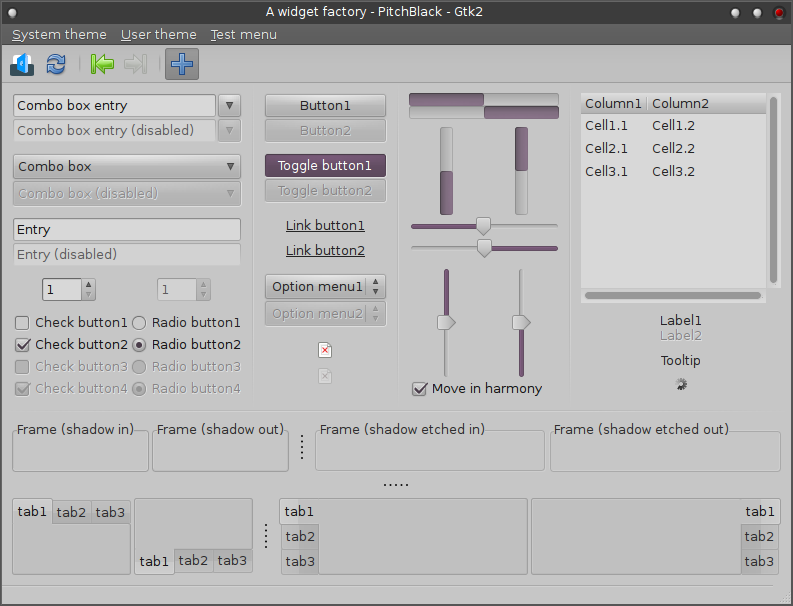 A widget factory - PitchBlack - Gtk2
System theme User theme Test menu
Combo box entry
Combo box entry (disabled)
Combo box
Combo box (disabled)
Entry
Entry (disabled)
1 1
Check button1 Radio button1
Check button2 Radio button2
Check button3 Radio button3
Check button4 Radio button4
Button1
Button2
Toggle button1
Toggle button2
Link button1
Link button2
Option menu1
Option menu2
Move in harmony
Column1 Column2
Cell1.1 Cell1.2
Cell2.1 Cell2.2
Cell3.1 Cell3.2
Label1
Label2
Tooltip
Frame (shadow in) Frame (shadow out) Frame (shadow etched in) Frame (shadow etched out)
tab1 tab2 tab3
tab1 tab2 tab3
tab1
tab2
tab3
tab1
tab2
tab3